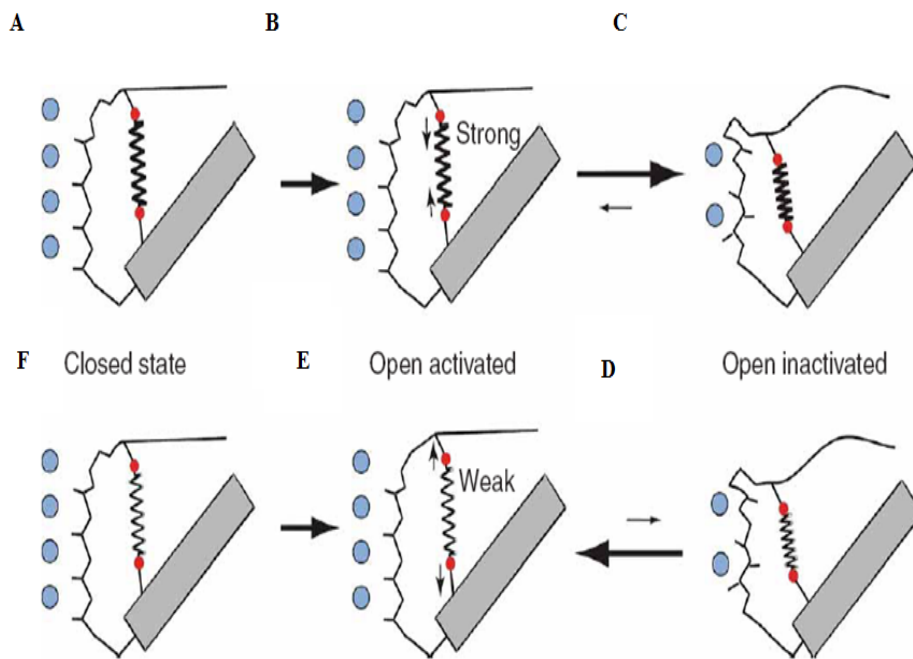 A B C
Strong
F Closed state E Open activated D Open inactivated
Weak